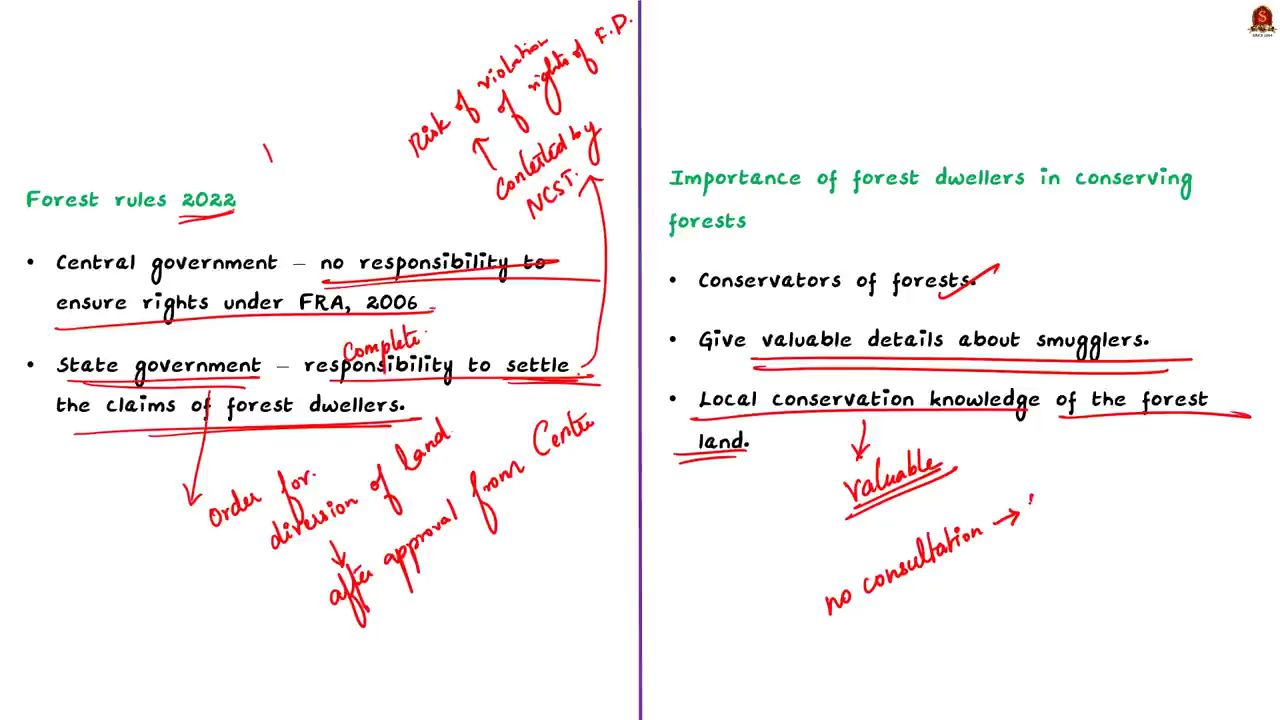 Forest rules 2022
• Central government – no responsibility to
ensure rights under FRA, 2006
Complete
• State government – responsibility to settle
the claims of forest dwellers.
Risk of violation
of rights of F.D.
Contested by
NCST.
Order for
diversion of land
after approval from Centre
Importance of forest dwellers in conserving
forests
• Conservators of forests.
• Give valuable details about smugglers.
• Local conservation knowledge of the forest
land.
valuable
no consultation →